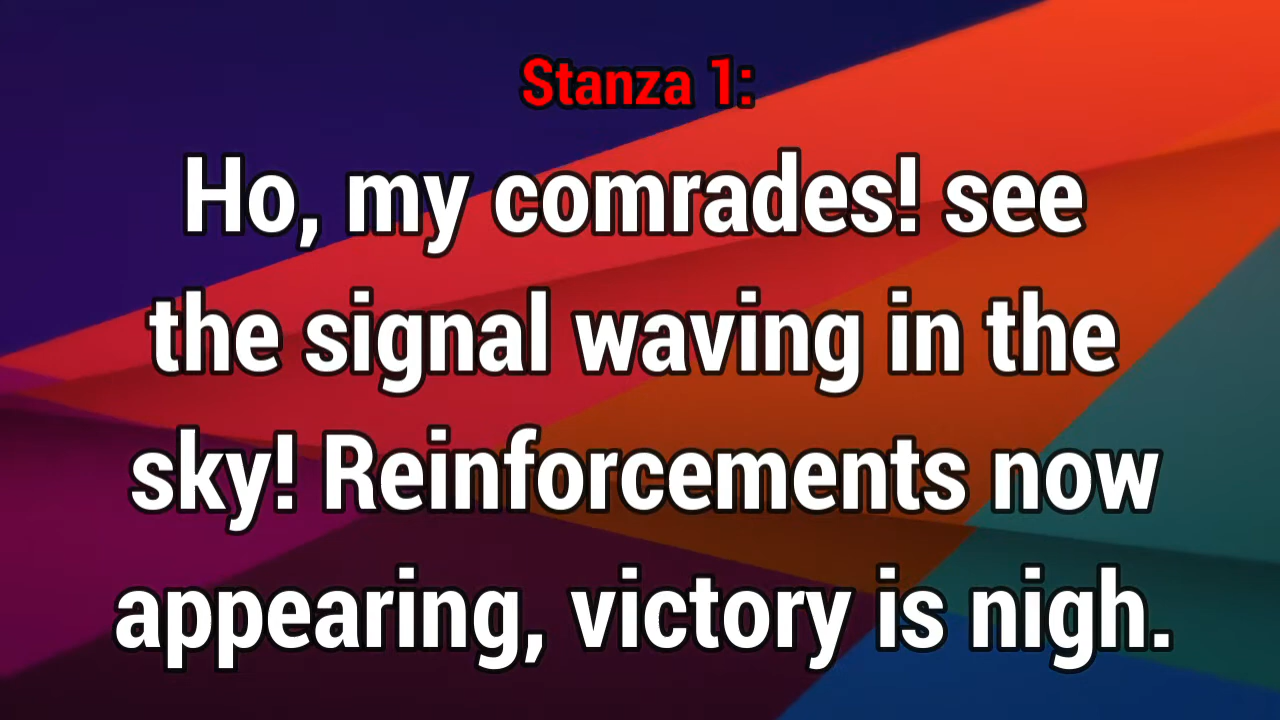 Stanza 1:
Ho, my comrades! see
the signal waving in the
sky! Reinforcements now
appearing, victory is nigh.